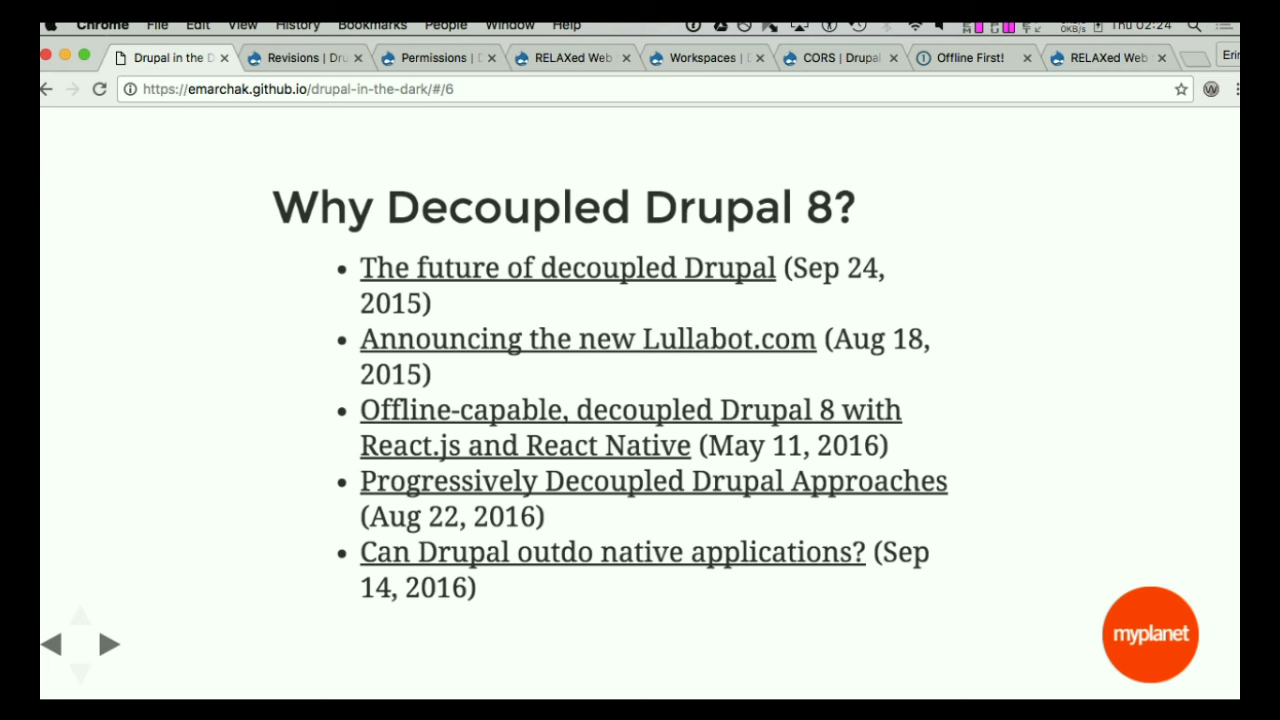 Chrome File Edit View History Bookmarks People Window Help Thu 02:24
Drupal in the D Revisions | Dru Permissions | D RELAXed Web Workspaces | D CORS | Drupal Offline First! RELAXed Web Erin
https://emarchak.github.io/drupal-in-the-dark/#/6
Why Decoupled Drupal 8?
• The future of decoupled Drupal (Sep 24,
2015)
• Announcing the new Lullabot.com (Aug 18,
2015)
• Offline-capable, decoupled Drupal 8 with
React.js and React Native (May 11, 2016)
• Progressively Decoupled Drupal Approaches
(Aug 22, 2016)
• Can Drupal outdo native applications? (Sep
14, 2016)
myplanet